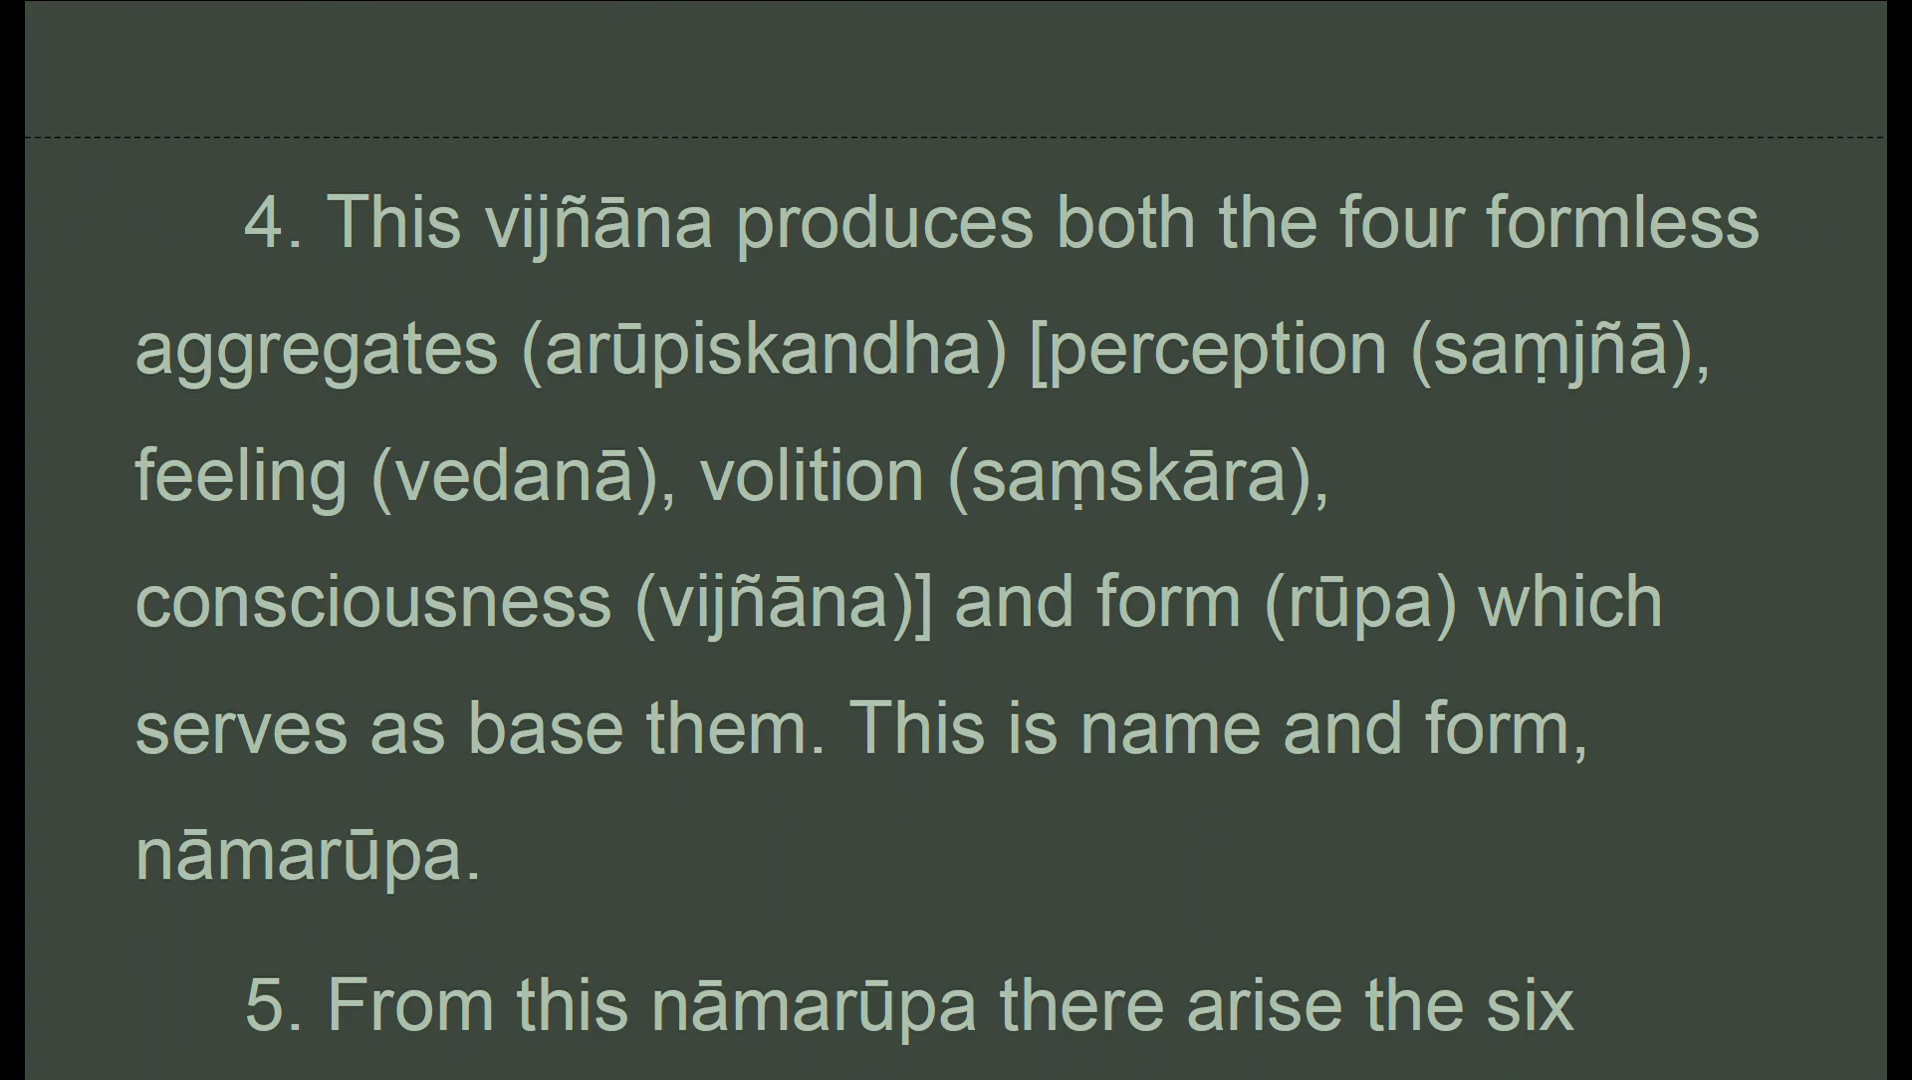 4. This vijñāna produces both the four formless
aggregates (arūpiskandha) [perception (saṃjñā),
feeling (vedanā), volition (saṃskāra),
consciousness (vijñāna)] and form (rūpa) which
serves as base them. This is name and form,
nāmarūpa.
5. From this nāmarūpa there arise the six